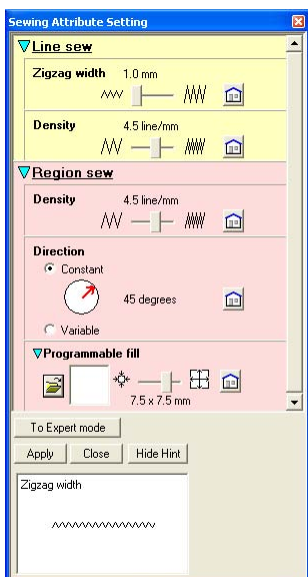 Sewing Attribute Setting
Line sew
Zigzag width 1.0 mm
Density 4.5 line/mm
Region sew
Density 4.5 line/mm
Direction
Constant
45 degrees
Variable
Programmable fill
7.5 x 7.5 mm
To Expert mode
Apply Close Hide Hint
Zigzag width